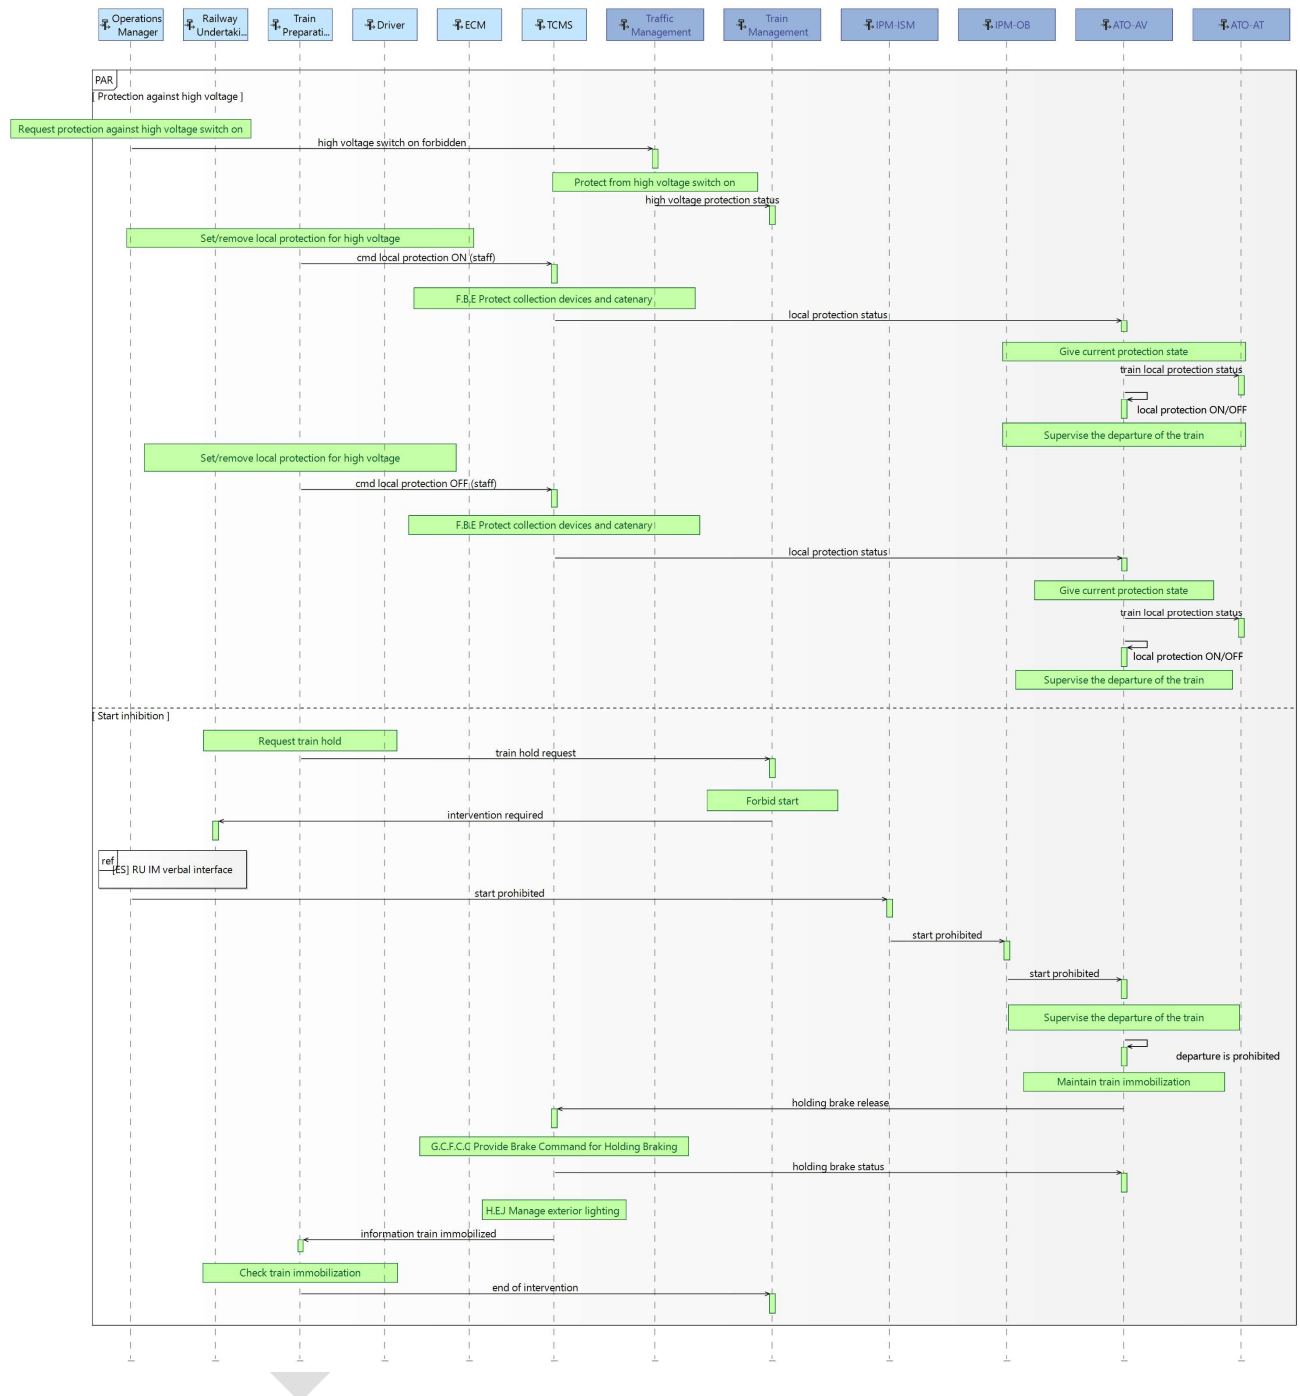 Operations
Manager
Railway
Undertaki...
Train
Preparati...
Driver
ECM
TCMS
Traffic
Management
Train
Management
IPM-ISM
IPM-OB
ATO-AV
ATO-AT
PAR
[ Protection against high voltage ]
Request protection against high voltage switch on
high voltage switch on forbidden
Protect from high voltage switch on
high voltage protection status
Set/remove local protection for high voltage
cmd local protection ON (staff)
F.B.E Protect collection devices and catenary
local protection status
Give current protection state
train local protection status
local protection ON/OFF
Supervise the departure of the train
Set/remove local protection for high voltage
cmd local protection OFF (staff)
F.B.E Protect collection devices and catenary
local protection status
Give current protection state
train local protection status
local protection ON/OFF
Supervise the departure of the train
[ Start inhibition ]
Request train hold
train hold request
Forbid start
intervention required
ref
[ES] RU IM verbal interface
start prohibited
start prohibited
start prohibited
Supervise the departure of the train
departure is prohibited
Maintain train immobilization
holding brake release
G.C.F.C.C Provide Brake Command for Holding Braking
holding brake status
H.E.J Manage exterior lighting
information train immobilized
Check train immobilization
end of intervention